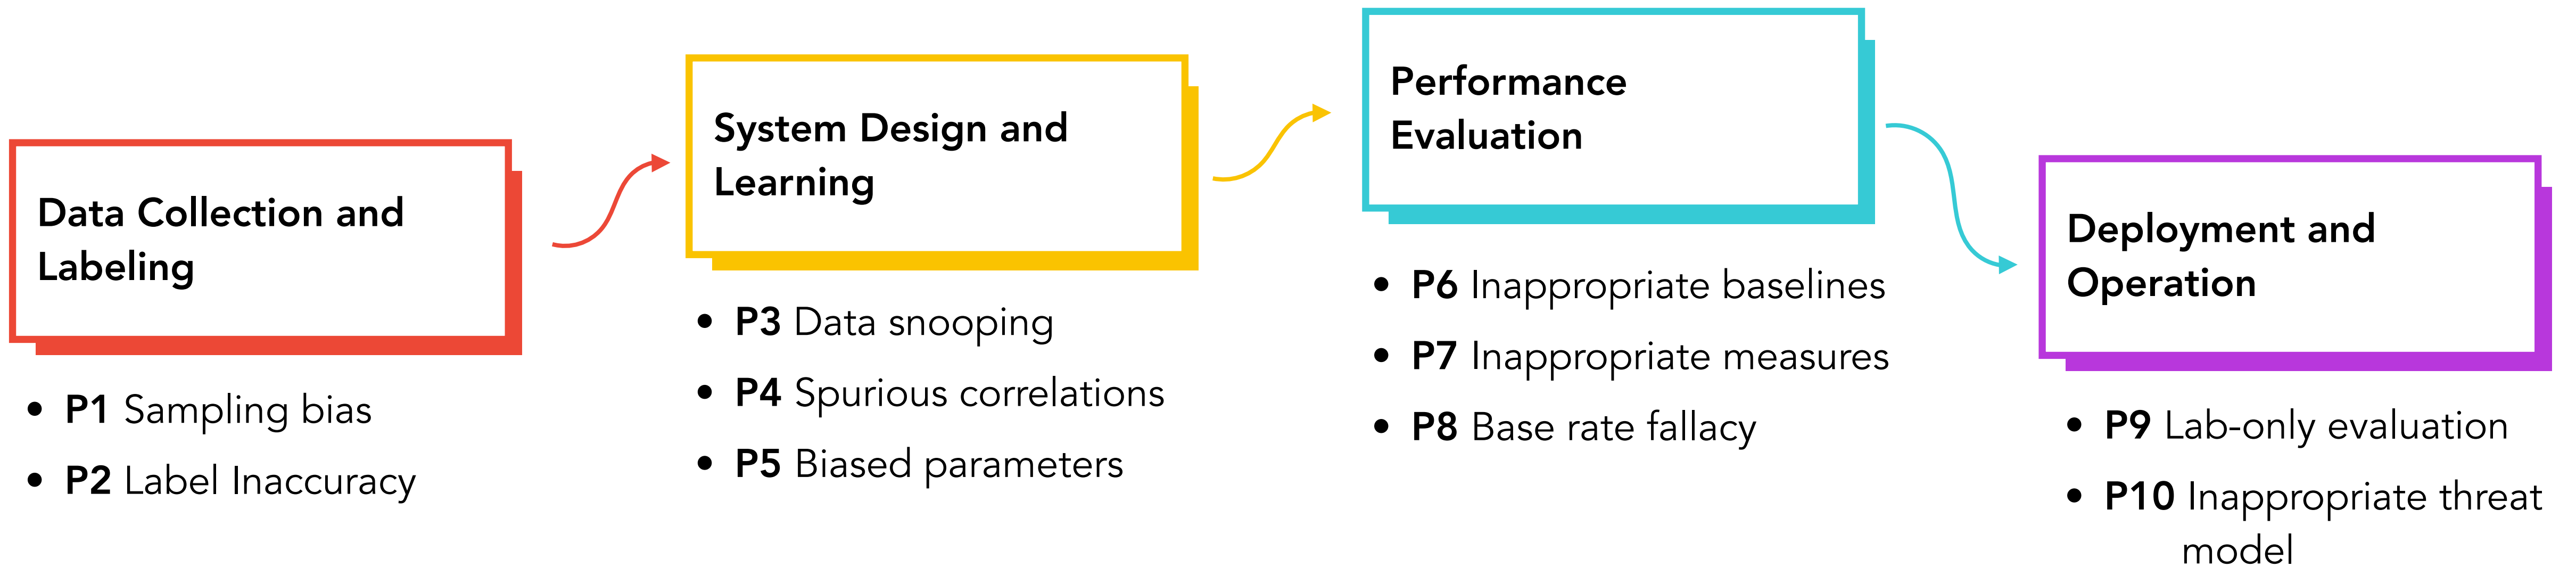 Data Collection and
Labeling
• P1 Sampling bias
• P2 Label Inaccuracy
System Design and
Learning
• P3 Data snooping
• P4 Spurious correlations
• P5 Biased parameters
Performance
Evaluation
• P6 Inappropriate baselines
• P7 Inappropriate measures
• P8 Base rate fallacy
Deployment and
Operation
• P9 Lab-only evaluation
• P10 Inappropriate threat
model